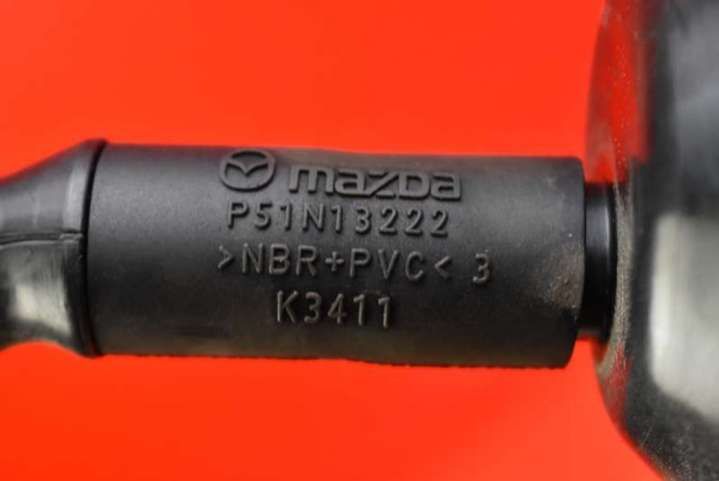 mazda
P51N13222
>NBR+PVC< 3
K3411